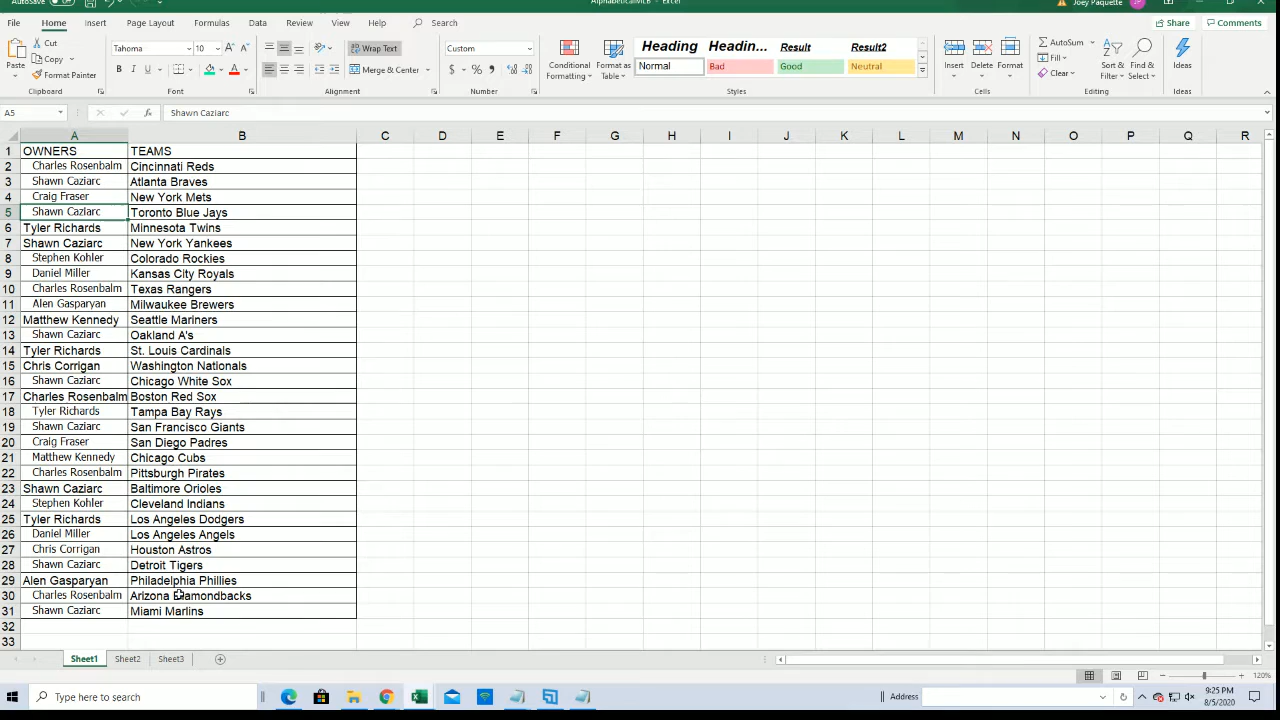 AutoSave Off AlphabeticalMLB - Excel Joey Paquette JP
File Home Insert Page Layout Formulas Data Review View Help Search Share Comments
Paste Cut Copy Format Painter Clipboard
Tahoma 10 A A B I U A Font
Wrap Text Merge & Center Alignment
Custom $ % , Number
Conditional Formatting Format as Table Heading Headin... Result Result2 Normal Bad Good Neutral Styles
Insert Delete Format Cells
AutoSum Fill Clear Sort & Filter Find & Select Editing Ideas Ideas
A5 fx Shawn Caziarc
A B C D E F G H I J K L M N O P Q R
1 OWNERS TEAMS
2 Charles Rosenbalm Cincinnati Reds
3 Shawn Caziarc Atlanta Braves
4 Craig Fraser New York Mets
5 Shawn Caziarc Toronto Blue Jays
6 Tyler Richards Minnesota Twins
7 Shawn Caziarc New York Yankees
8 Stephen Kohler Colorado Rockies
9 Daniel Miller Kansas City Royals
10 Charles Rosenbalm Texas Rangers
11 Alen Gasparyan Milwaukee Brewers
12 Matthew Kennedy Seattle Mariners
13 Shawn Caziarc Oakland A's
14 Tyler Richards St. Louis Cardinals
15 Chris Corrigan Washington Nationals
16 Shawn Caziarc Chicago White Sox
17 Charles Rosenbalm Boston Red Sox
18 Tyler Richards Tampa Bay Rays
19 Shawn Caziarc San Francisco Giants
20 Craig Fraser San Diego Padres
21 Matthew Kennedy Chicago Cubs
22 Charles Rosenbalm Pittsburgh Pirates
23 Shawn Caziarc Baltimore Orioles
24 Stephen Kohler Cleveland Indians
25 Tyler Richards Los Angeles Dodgers
26 Daniel Miller Los Angeles Angels
27 Chris Corrigan Houston Astros
28 Shawn Caziarc Detroit Tigers
29 Alen Gasparyan Philadelphia Phillies
30 Charles Rosenbalm Arizona Diamondbacks
31 Shawn Caziarc Miami Marlins
32
33
Sheet1 Sheet2 Sheet3
120%
Type here to search Address 9:25 PM
8/5/2020